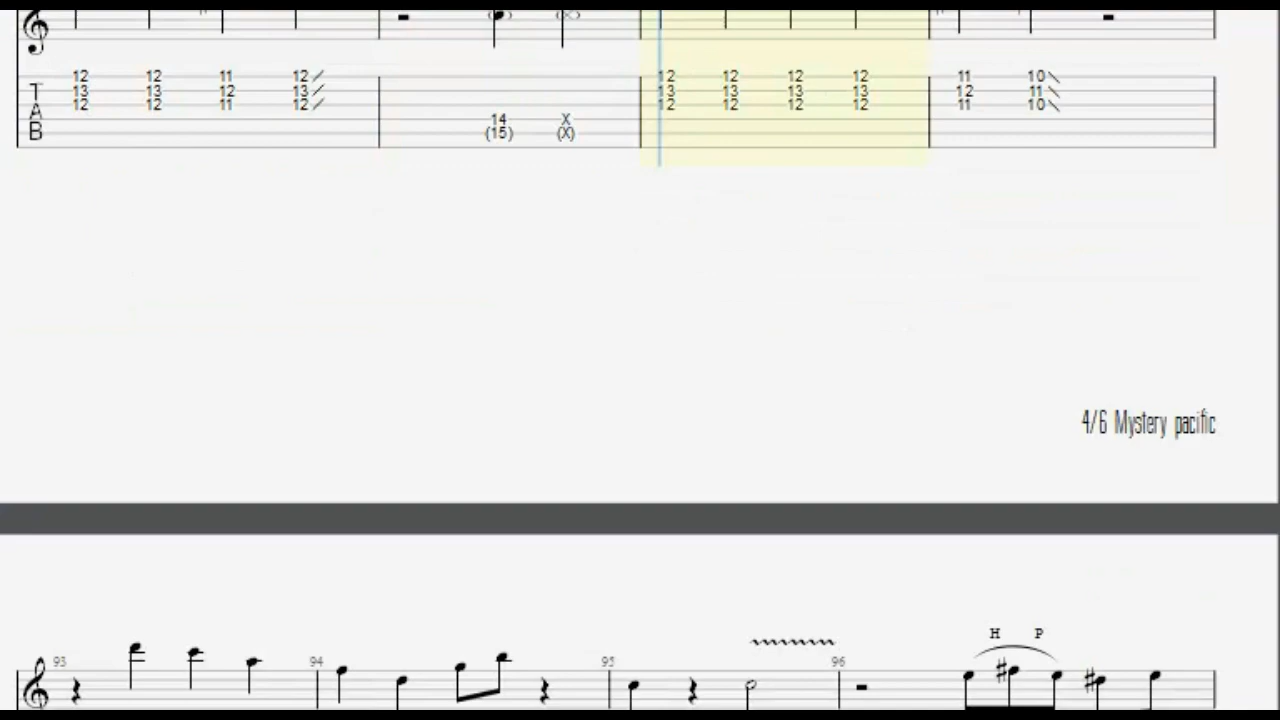 12 12 11 12 12 12 12 12 11 10
T 13 13 12 13 13 13 13 13 12 11
A 12 12 11 12 12 12 12 12 11 10
14 X
B (15) (X)
4/6 Mystery pacific
H P
93 94 95 96